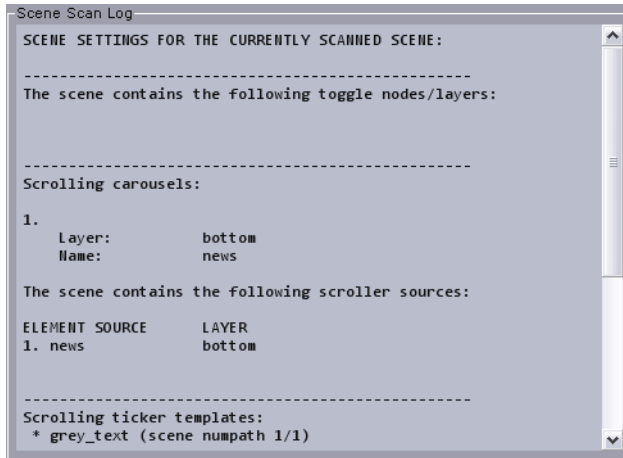 Scene Scan Log
SCENE SETTINGS FOR THE CURRENTLY SCANNED SCENE:
-------------------------------------------------
The scene contains the following toggle nodes/layers:
-------------------------------------------------
Scrolling carousels:
1.
Layer: bottom
Name: news
The scene contains the following scroller sources:
ELEMENT SOURCE LAYER
1. news bottom
-------------------------------------------------
Scrolling ticker templates:
* grey_text (scene numpath 1/1)